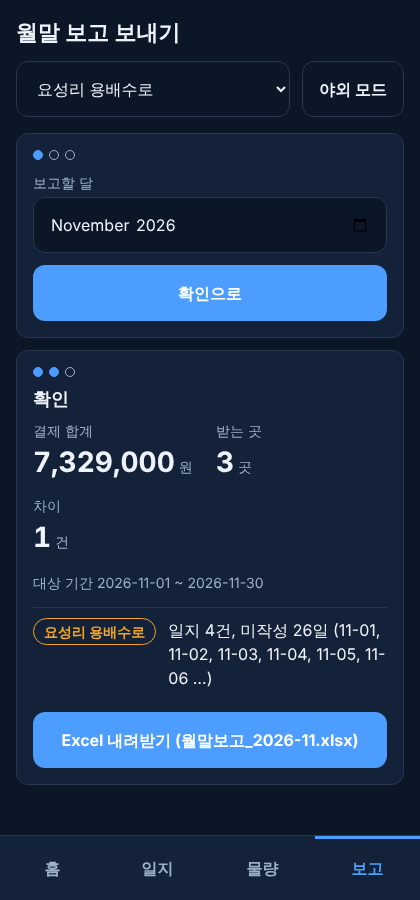 월말 보고 보내기
요성리 용배수로
야외 모드
보고할 달
November 2026
확인으로
확인
결제 합계
받는 곳
7,329,000 원
3 곳
차이
1 건
대상 기간 2026-11-01 ~ 2026-11-30
요성리 용배수로
일지 4건, 미작성 26일 (11-01,
11-02, 11-03, 11-04, 11-05, 11-
06 ...)
Excel 내려받기 (월말보고_2026-11.xlsx)
홈
일지
물량
보고